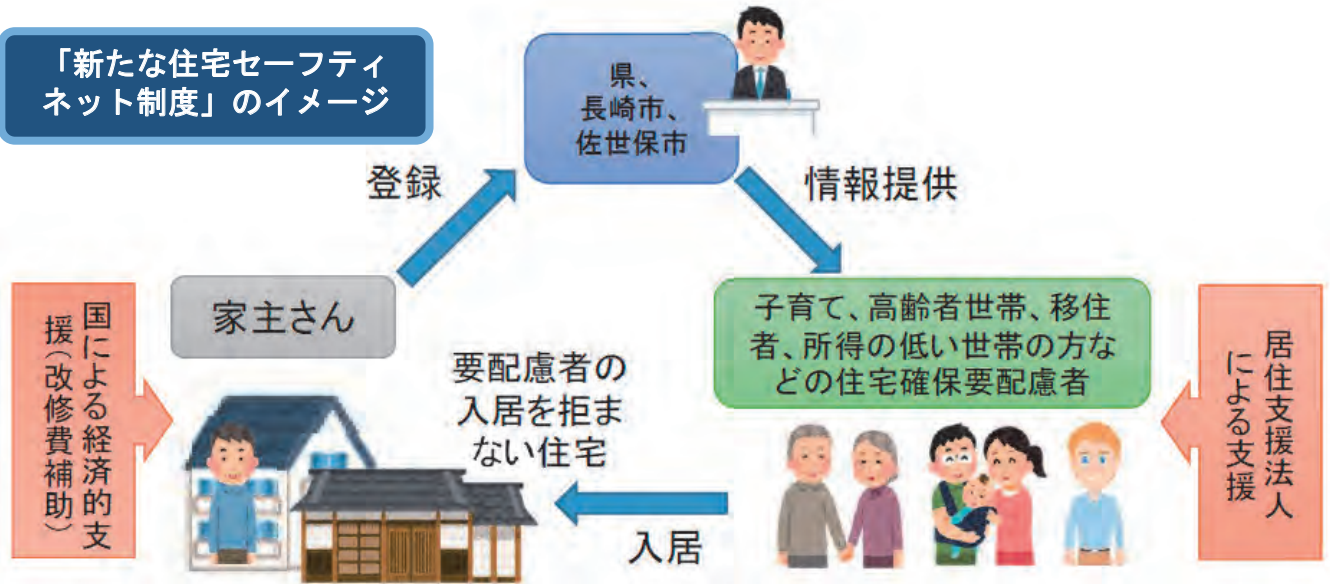 「新たな住宅セーフティ
ネット制度」のイメージ
県、
長崎市、
佐世保市
登録
情報提供
家主さん
子育て、高齢者世帯、移住
者、所得の低い世帯の方な
どの住宅確保要配慮者
国による経済的支
援(改修費補助)
要配慮者の
入居を拒ま
ない住宅
入居
居住支援法人
による支援